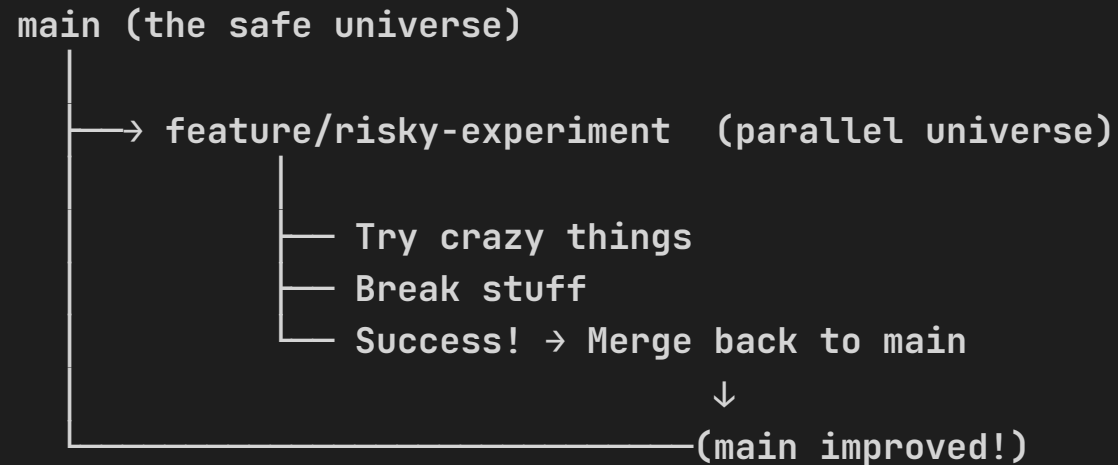 main (the safe universe)
→ feature/risky-experiment (parallel universe)
Try crazy things
Break stuff
Success! → Merge back to main
↓
(main improved!)